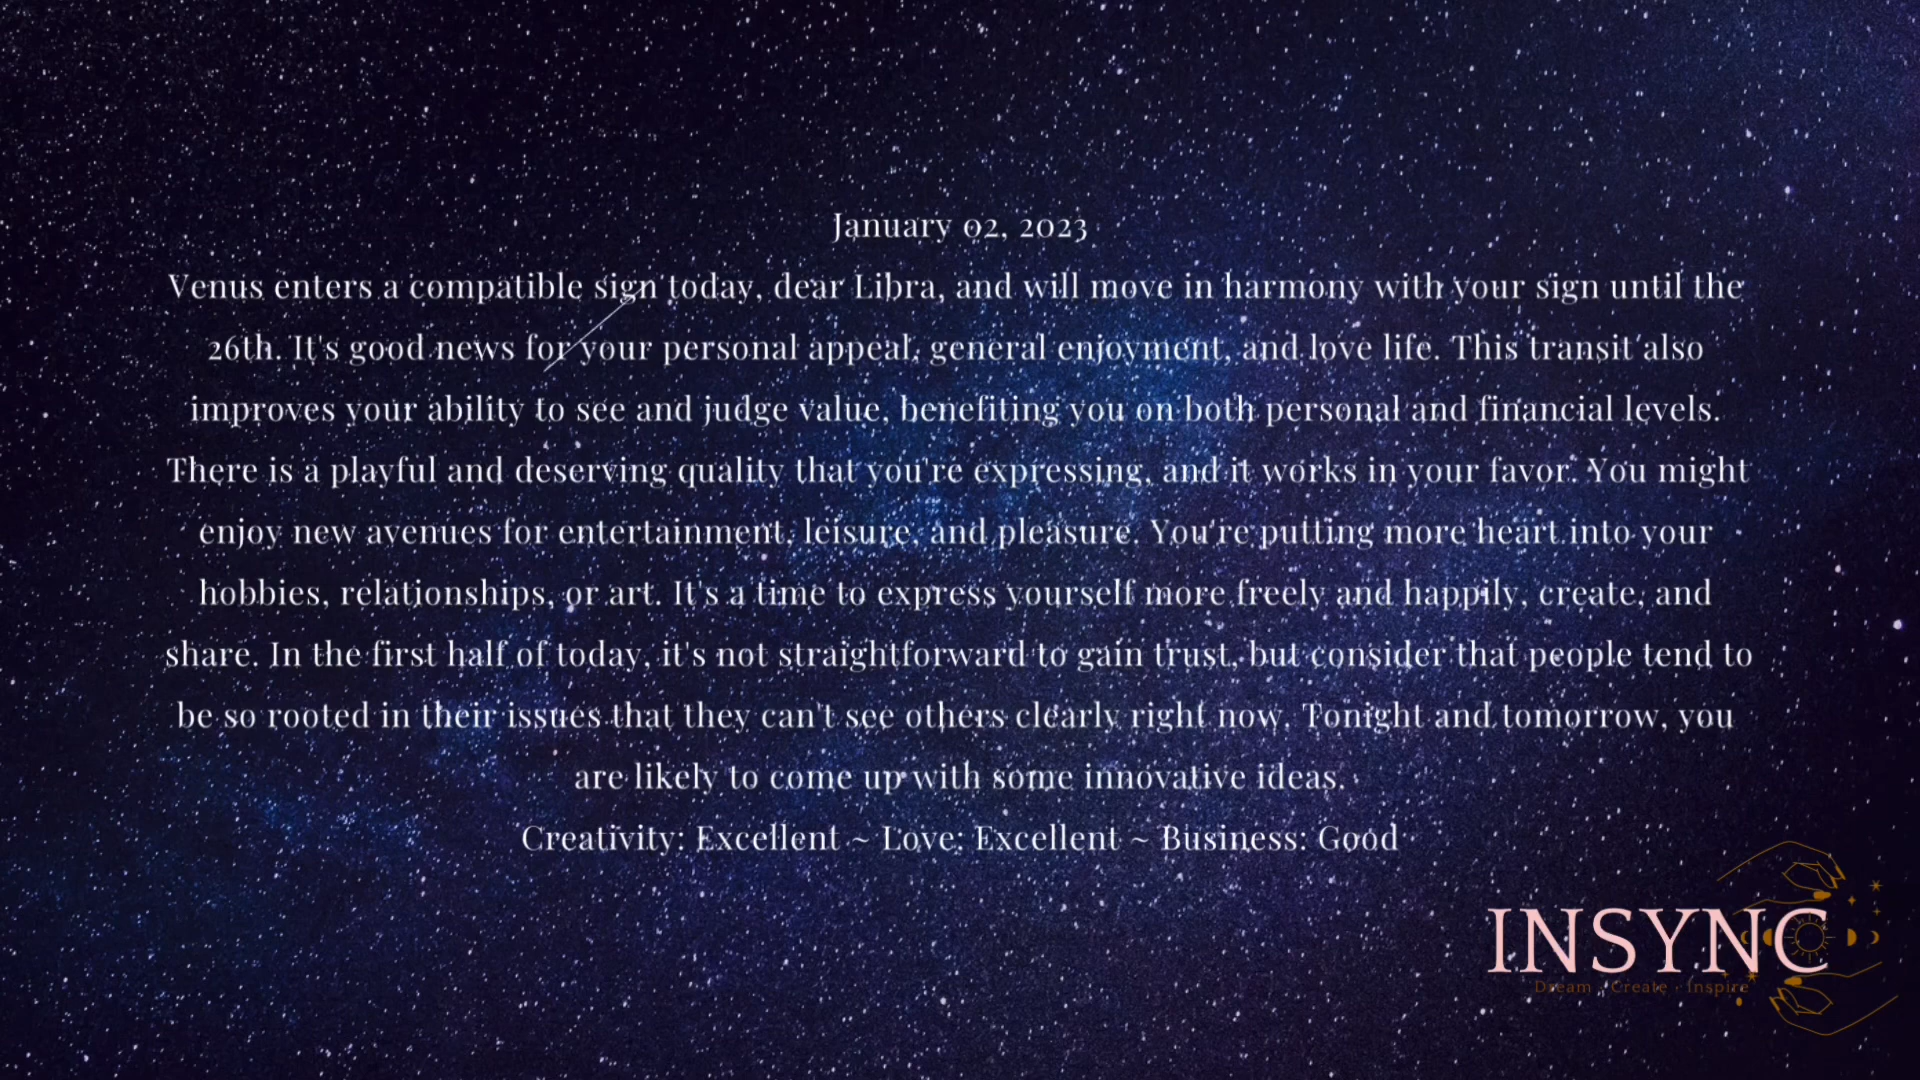 January 02, 2023
Venus enters a compatible sign today, dear Libra, and will move in harmony with your sign until the
26th. It's good news for your personal appeal, general enjoyment, and love life. This transit also
improves your ability to see and judge value, benefiting you on both personal and financial levels.
There is a playful and deserving quality that you're expressing, and it works in your favor. You might
enjoy new avenues for entertainment, leisure, and pleasure. You're putting more heart into your
hobbies, relationships, or art. It's a time to express yourself more freely and happily, create, and
share. In the first half of today, it's not straightforward to gain trust, but consider that people tend to
be so rooted in their issues that they can't see others clearly right now. Tonight and tomorrow, you
are likely to come up with some innovative ideas.
Creativity: Excellent ~ Love: Excellent ~ Business: Good
INSYNC
Dream · Create · Inspire